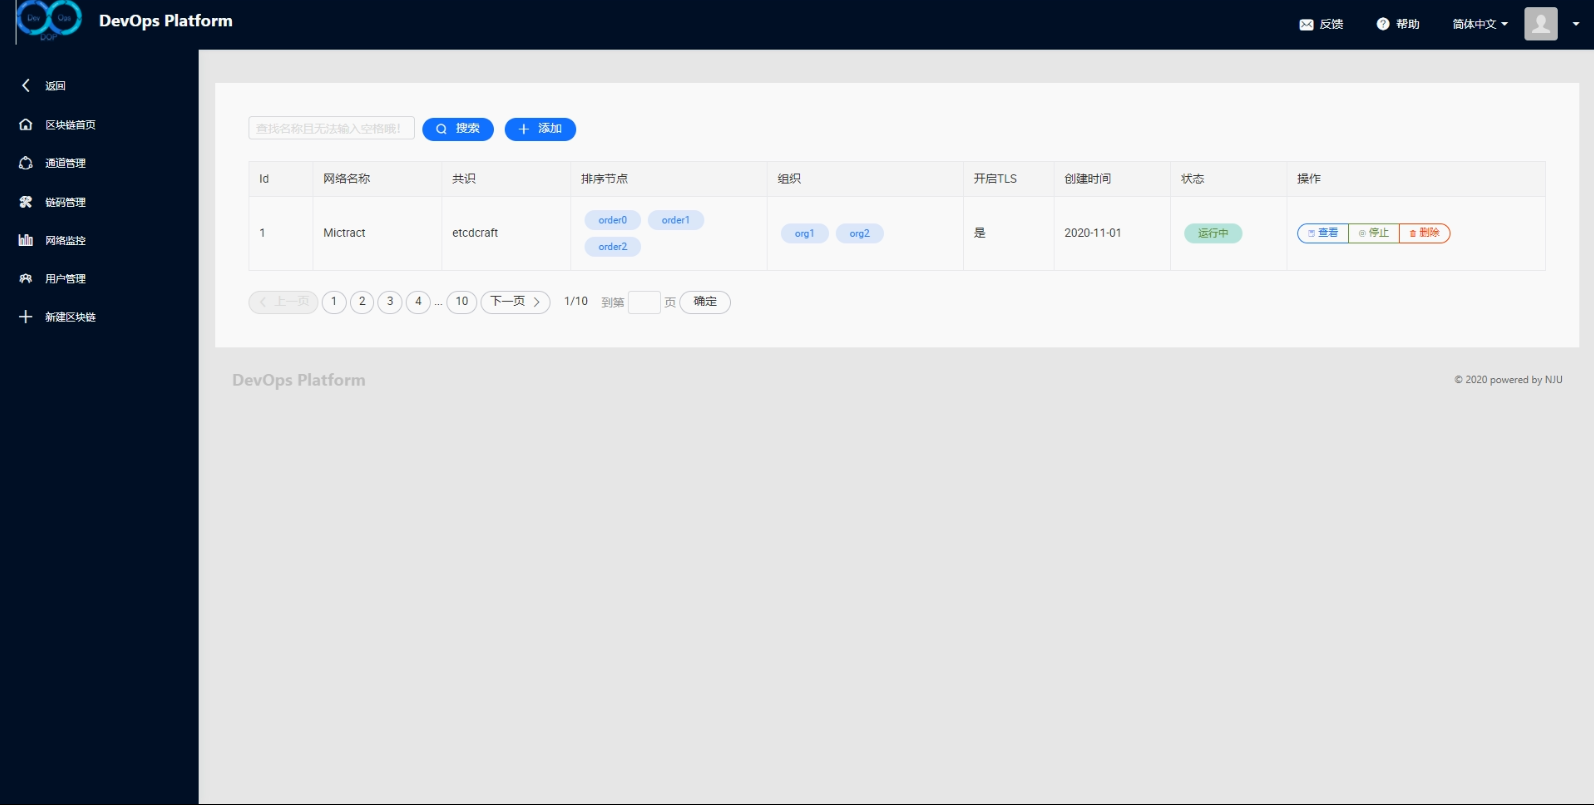 Dev Ops
DOP
DevOps Platform
反馈
帮助
简体中文
返回
区块链首页
通道管理
链码管理
网络监控
用户管理
新建区块链
查找名称且无法输入空格哦!
搜索
添加
Id 网络名称 共识 排序节点 组织 开启TLS 创建时间 状态 操作
1 Mictract etcdcraft order0 order1 order2 org1 org2 是 2020-11-01 运行中 查看 停止 删除
上一页 1 2 3 4 ... 10 下一页 1/10 到第 页 确定
DevOps Platform
© 2020 powered by NJU